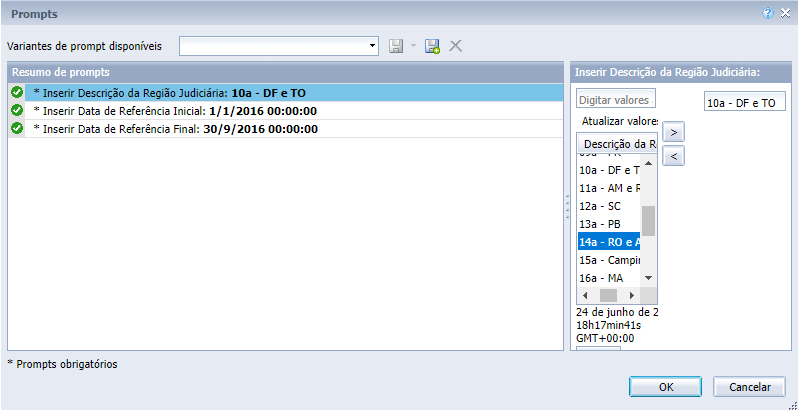 Prompts
Variantes de prompt disponíveis
Resumo de prompts
* Inserir Descrição da Região Judiciária: 10a - DF e TO
* Inserir Data de Referência Inicial: 1/1/2016 00:00:00
* Inserir Data de Referência Final: 30/9/2016 00:00:00
Inserir Descrição da Região Judiciária:
Digitar valores
10a - DF e TO
Atualizar valores
>
<
Descrição da R
10a - DF e T
11a - AM e R
12a - SC
13a - PB
14a - RO e A
15a - Campin
16a - MA
24 de junho de 2
18h17min41s
GMT+00:00
* Prompts obrigatórios
OK
Cancelar